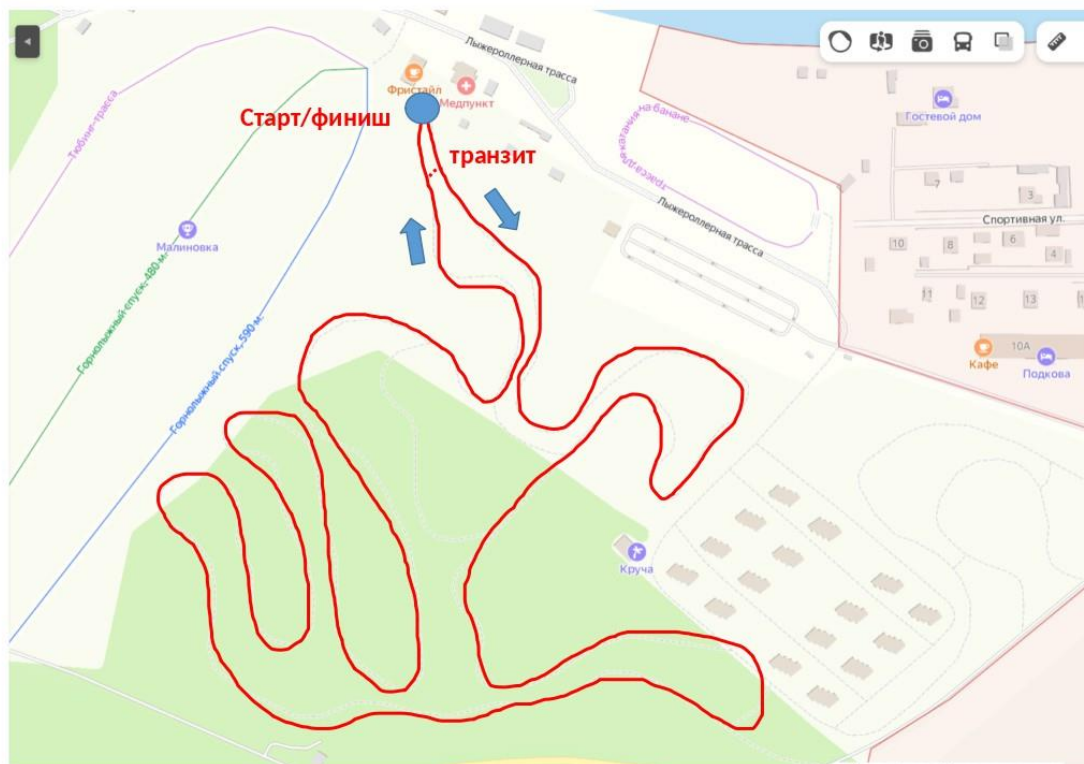 Лыжероллерная трасса
Фристайл
Медпункт
Старт/финиш
транзит
Тюбинг-трасса
Трасса для катания на банане
Гостевой дом
7
3
Спортивная ул.
Лыжероллерная трасса
Малиновка
10
8
6
4
Горнолыжный спуск, 480 м.
Горнолыжный спуск, 590 м.
11
12
13
10А
Кафе
Подкова
Круча